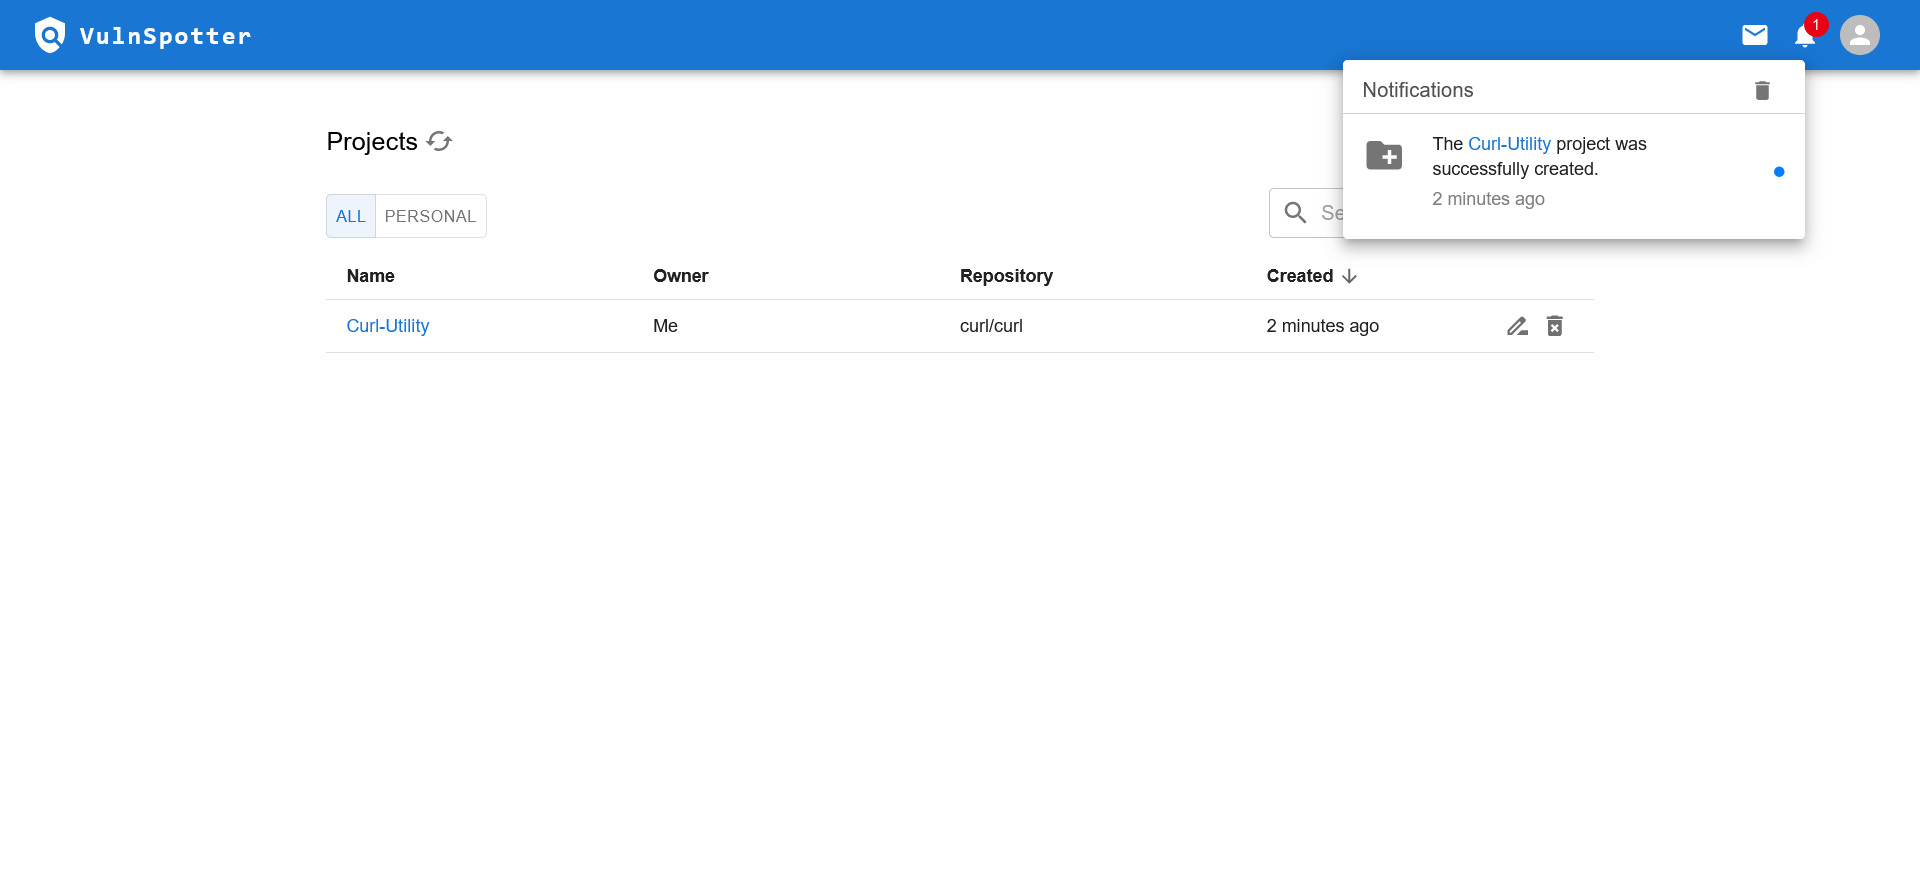 VulnSpotter
1
Notifications
The Curl-Utility project was
successfully created.
2 minutes ago
Projects
ALL PERSONAL
Se
Name Owner Repository Created
Curl-Utility Me curl/curl 2 minutes ago